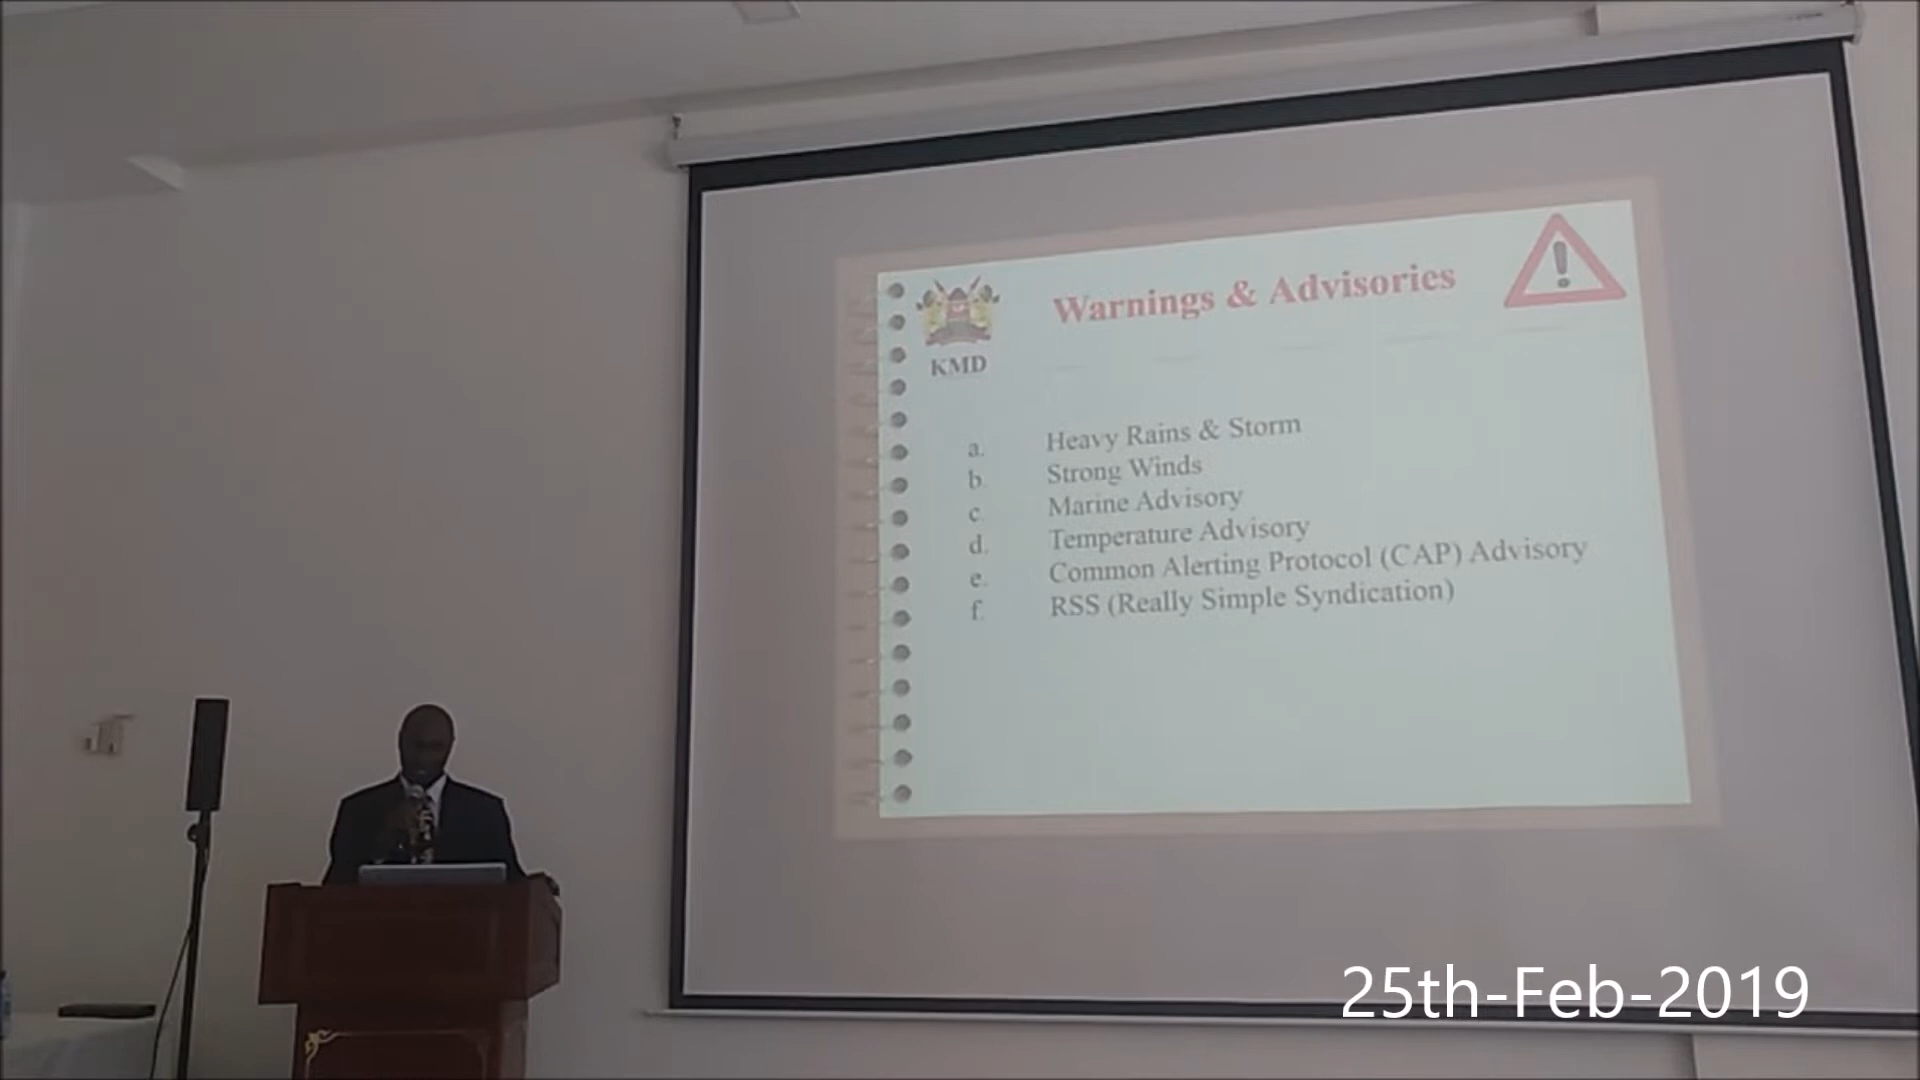 Warnings & Advisories
KMD
a. Heavy Rains & Storm
b. Strong Winds
c. Marine Advisory
d. Temperature Advisory
e. Common Alerting Protocol (CAP) Advisory
f. RSS (Really Simple Syndication)
25th-Feb-2019